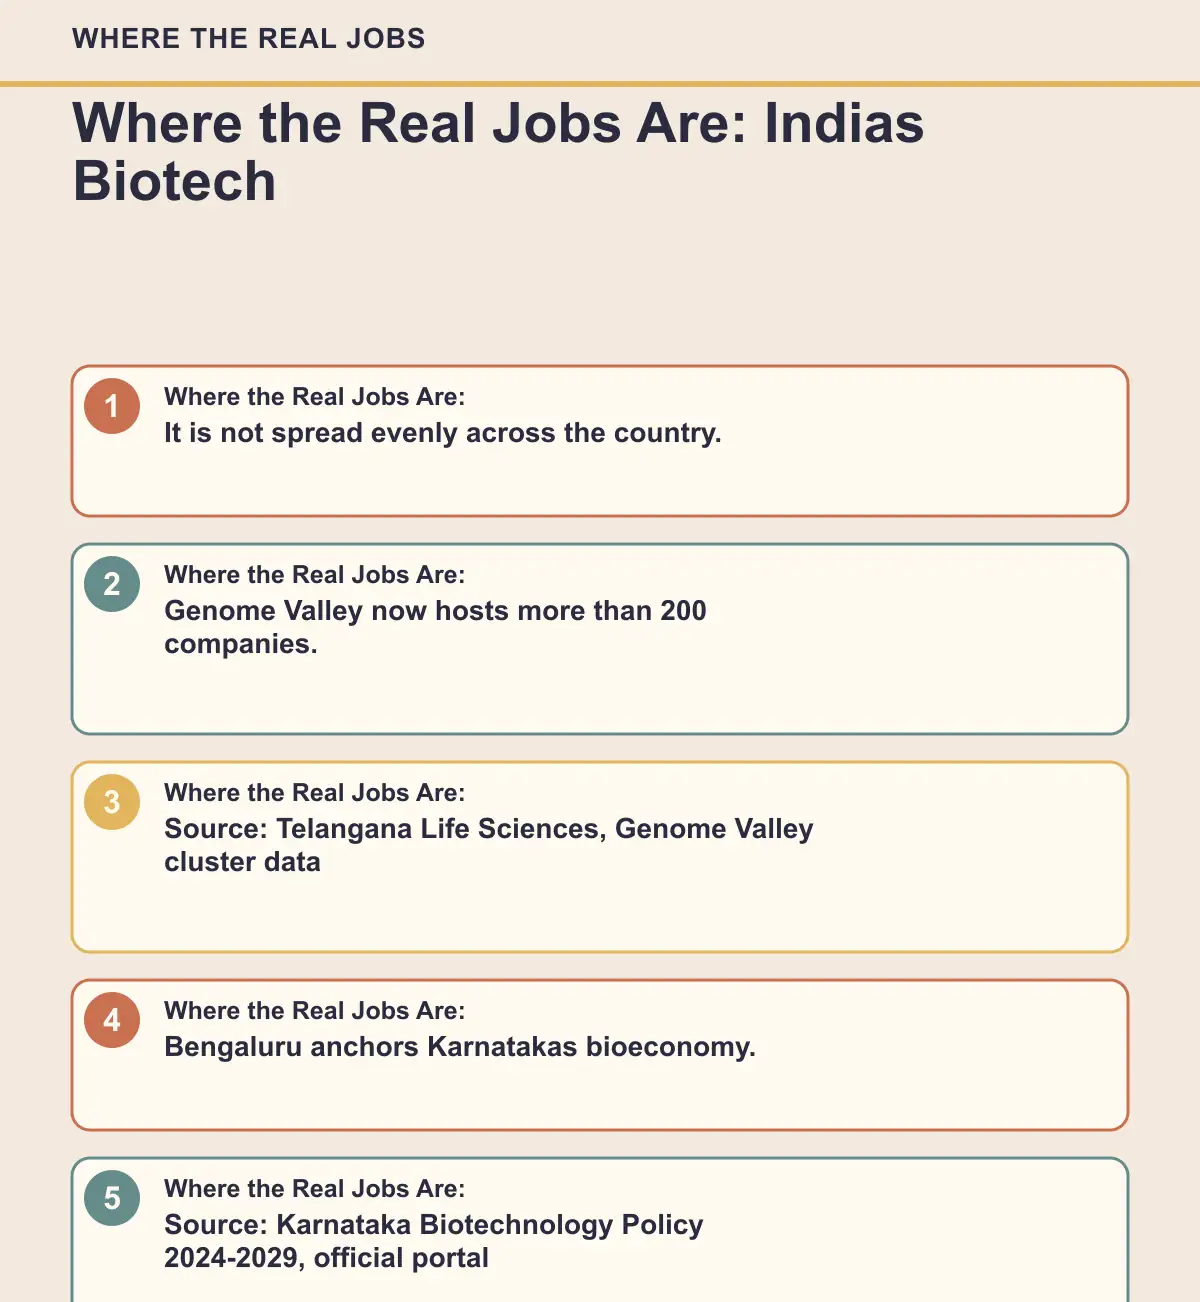 WHERE THE REAL JOBS
Where the Real Jobs Are: Indias
Biotech
1
Where the Real Jobs Are:
It is not spread evenly across the country.
2
Where the Real Jobs Are:
Genome Valley now hosts more than 200
companies.
3
Where the Real Jobs Are:
Source: Telangana Life Sciences, Genome Valley
cluster data
4
Where the Real Jobs Are:
Bengaluru anchors Karnatakas bioeconomy.
5
Where the Real Jobs Are:
Source: Karnataka Biotechnology Policy
2024-2029, official portal